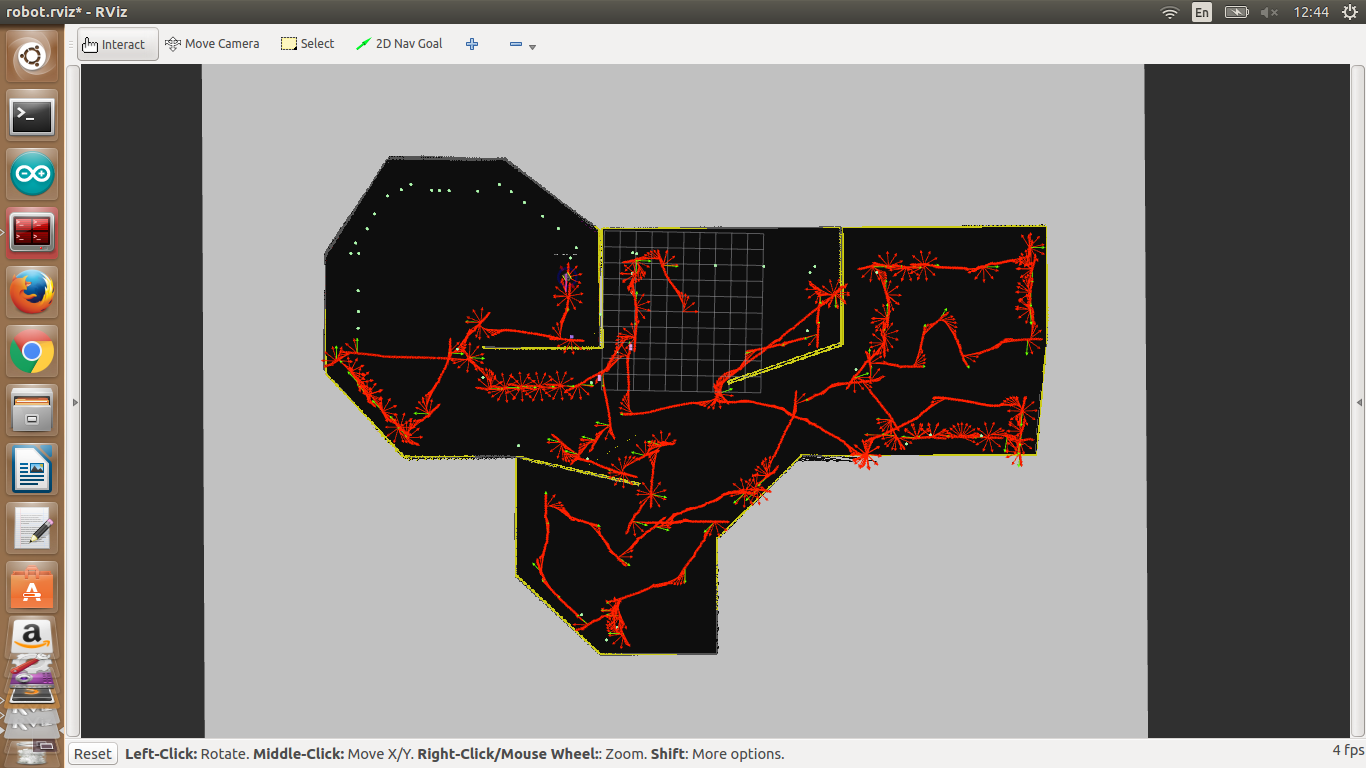 robot.rviz* - RViz
En
12:44
Interact
Move Camera
Select
2D Nav Goal
Reset
Left-Click: Rotate. Middle-Click: Move X/Y. Right-Click/Mouse Wheel:: Zoom. Shift: More options.
4 fps